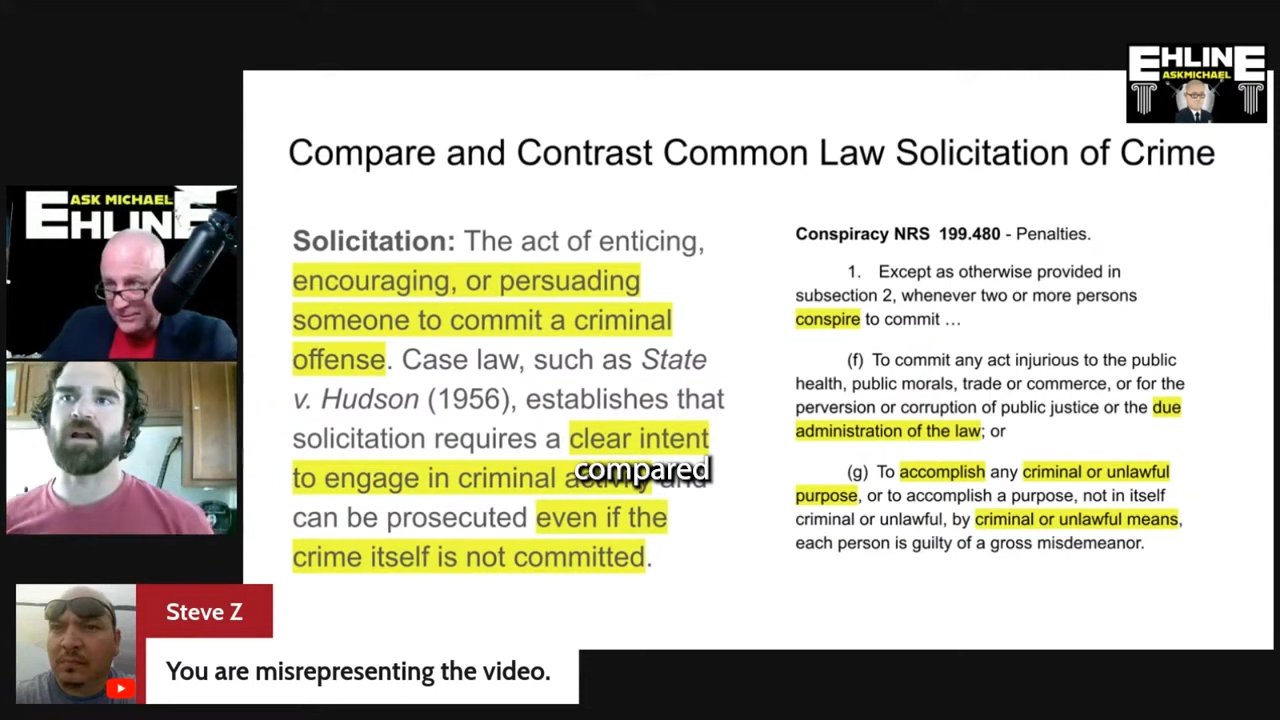 EHLINE
ASKMICHAEL
Compare and Contrast Common Law Solicitation of Crime
ASK MICHAEL
EHLINE
Solicitation: The act of enticing,
encouraging, or persuading
someone to commit a criminal
offense. Case law, such as State
v. Hudson (1956), establishes that
solicitation requires a clear intent
to engage in criminal activity and
can be prosecuted even if the
crime itself is not committed.
compared
Conspiracy NRS 199.480 - Penalties.
1. Except as otherwise provided in
subsection 2, whenever two or more persons
conspire to commit …
(f) To commit any act injurious to the public
health, public morals, trade or commerce, or for the
perversion or corruption of public justice or the due
administration of the law; or
(g) To accomplish any criminal or unlawful
purpose, or to accomplish a purpose, not in itself
criminal or unlawful, by criminal or unlawful means,
each person is guilty of a gross misdemeanor.
Steve Z
You are misrepresenting the video.